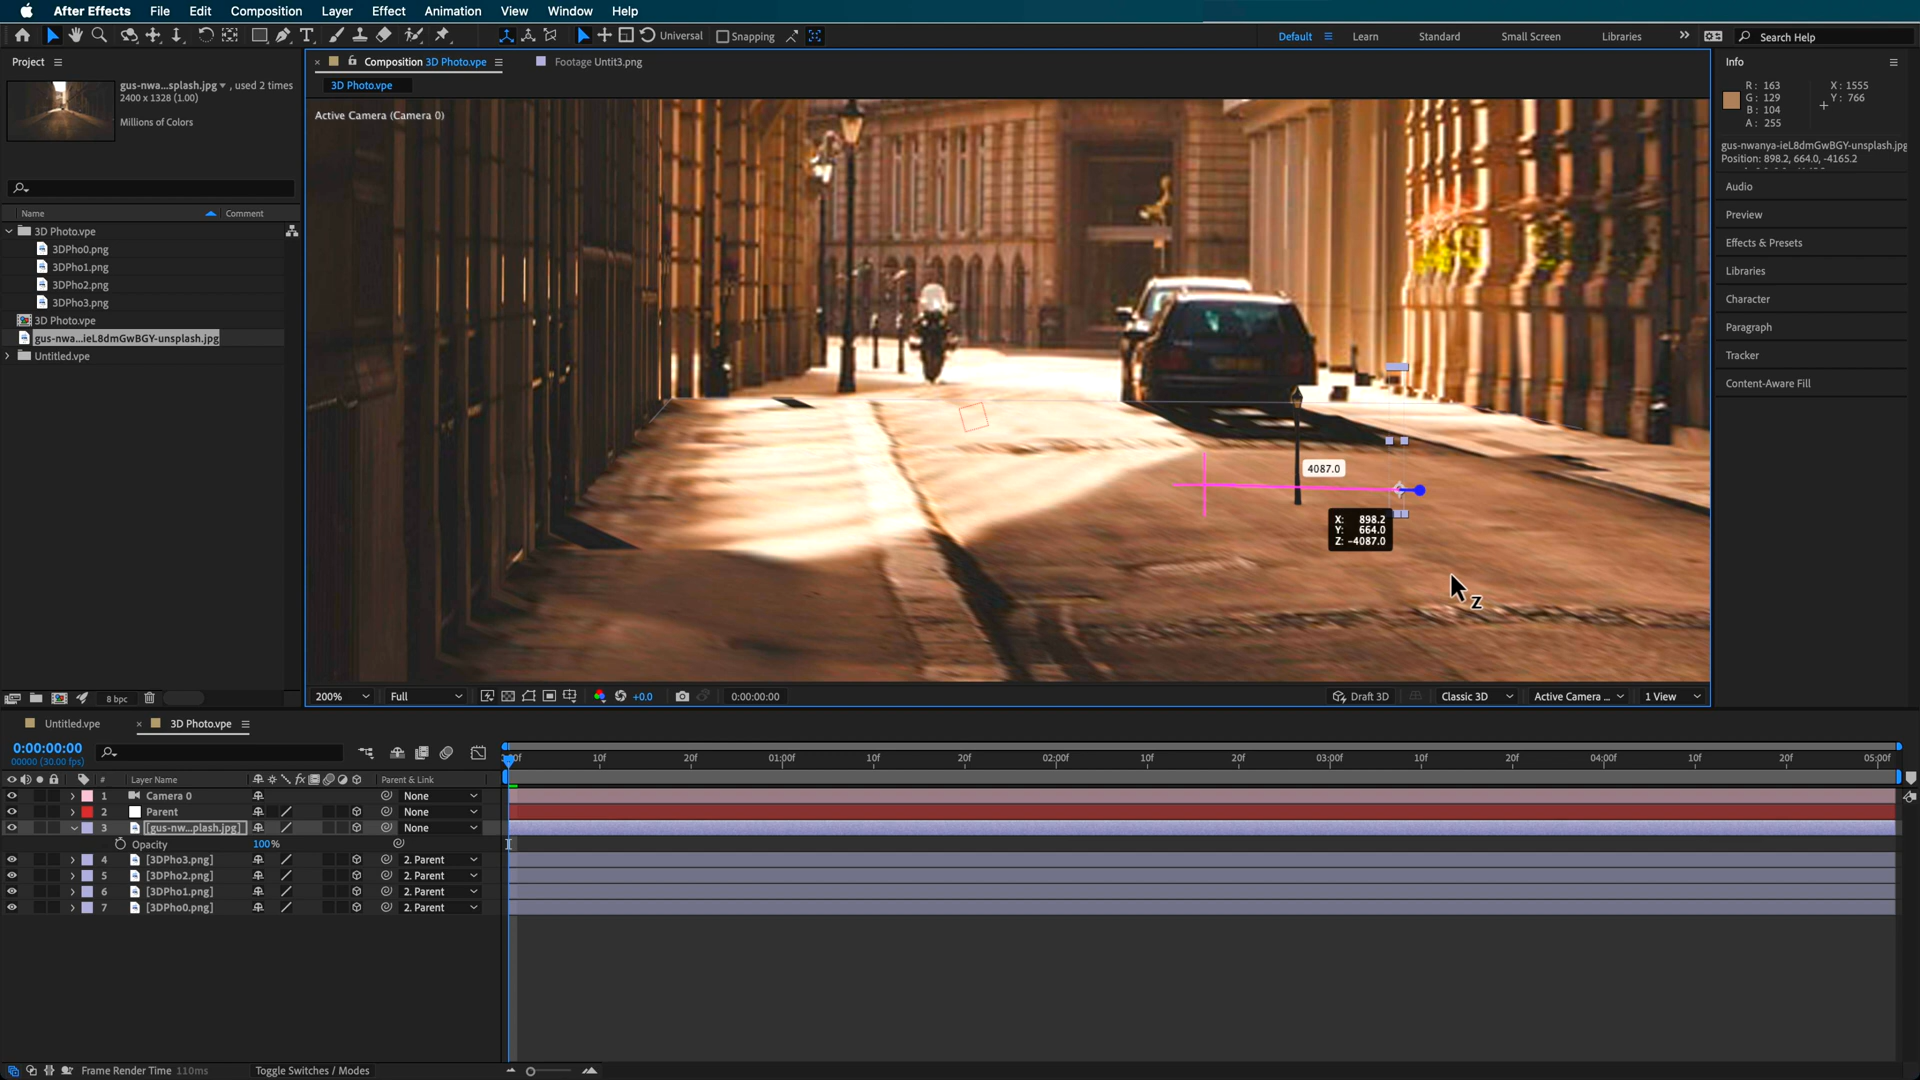 After Effects File Edit Composition Layer Effect Animation View Window Help
Universal Snapping Default Learn Standard Small Screen Libraries Search Help
Project
gus-nwa...splash.jpg , used 2 times
2400 x 1328 (1.00)
Millions of Colors
Name Comment
3D Photo.vpe
3DPho0.png
3DPho1.png
3DPho2.png
3DPho3.png
3D Photo.vpe
gus-nwa...ieL8dmGwBGY-unsplash.jpg
Untitled.vpe
8 bpc
Composition 3D Photo.vpe Footage Untit3.png
3D Photo.vpe
Active Camera (Camera 0)
4087.0
X: 898.2
Y: 664.0
Z: -4087.0
Z
200% Full +0.0 0:00:00:00 Draft 3D Classic 3D Active Camera ... 1 View
Info
R: 163 X: 1555
G: 129 Y: 766
B: 104
A: 255
gus-nwanya-ieL8dmGwBGY-unsplash.jpg
Position: 898.2, 664.0, -4165.2
Audio
Preview
Effects & Presets
Libraries
Character
Paragraph
Tracker
Content-Aware Fill
Untitled.vpe 3D Photo.vpe
0:00:00:00
00000 (30.00 fps)
10f 20f 01:00f 10f 20f 02:00f 10f 20f 03:00f 10f 20f 04:00f 10f 20f 05:00f
# Layer Name fx Parent & Link
1 Camera 0 None
2 Parent None
3 [gus-nw...plash.jpg] None
Opacity 100%
4 [3DPho3.png] 2. Parent
5 [3DPho2.png] 2. Parent
6 [3DPho1.png] 2. Parent
7 [3DPho0.png] 2. Parent
Frame Render Time 110ms Toggle Switches / Modes